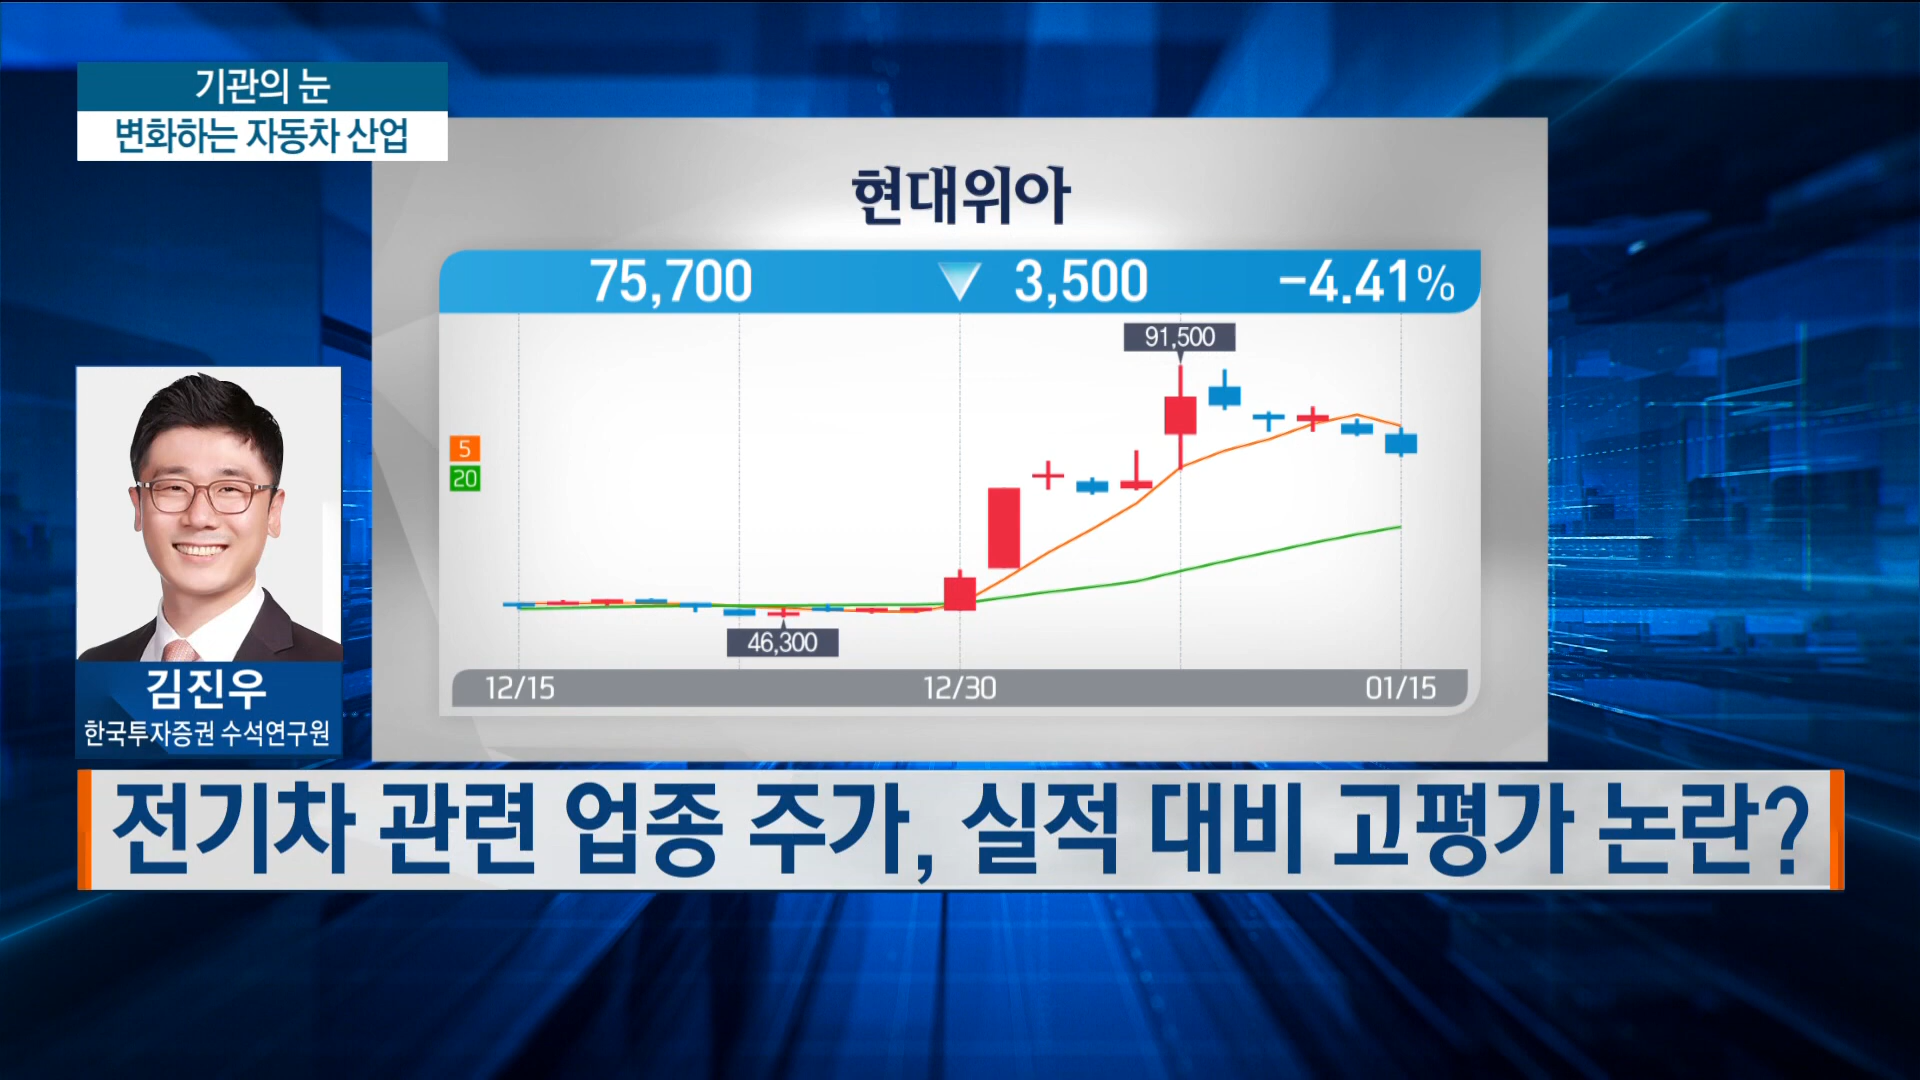 기관의 눈
변화하는 자동차 산업
현대위아
75,700 ▼ 3,500 -4.41%
91,500
5
20
46,300
12/15 12/30 01/15
김진우
한국투자증권 수석연구원
전기차 관련 업종 주가, 실적 대비 고평가 논란?